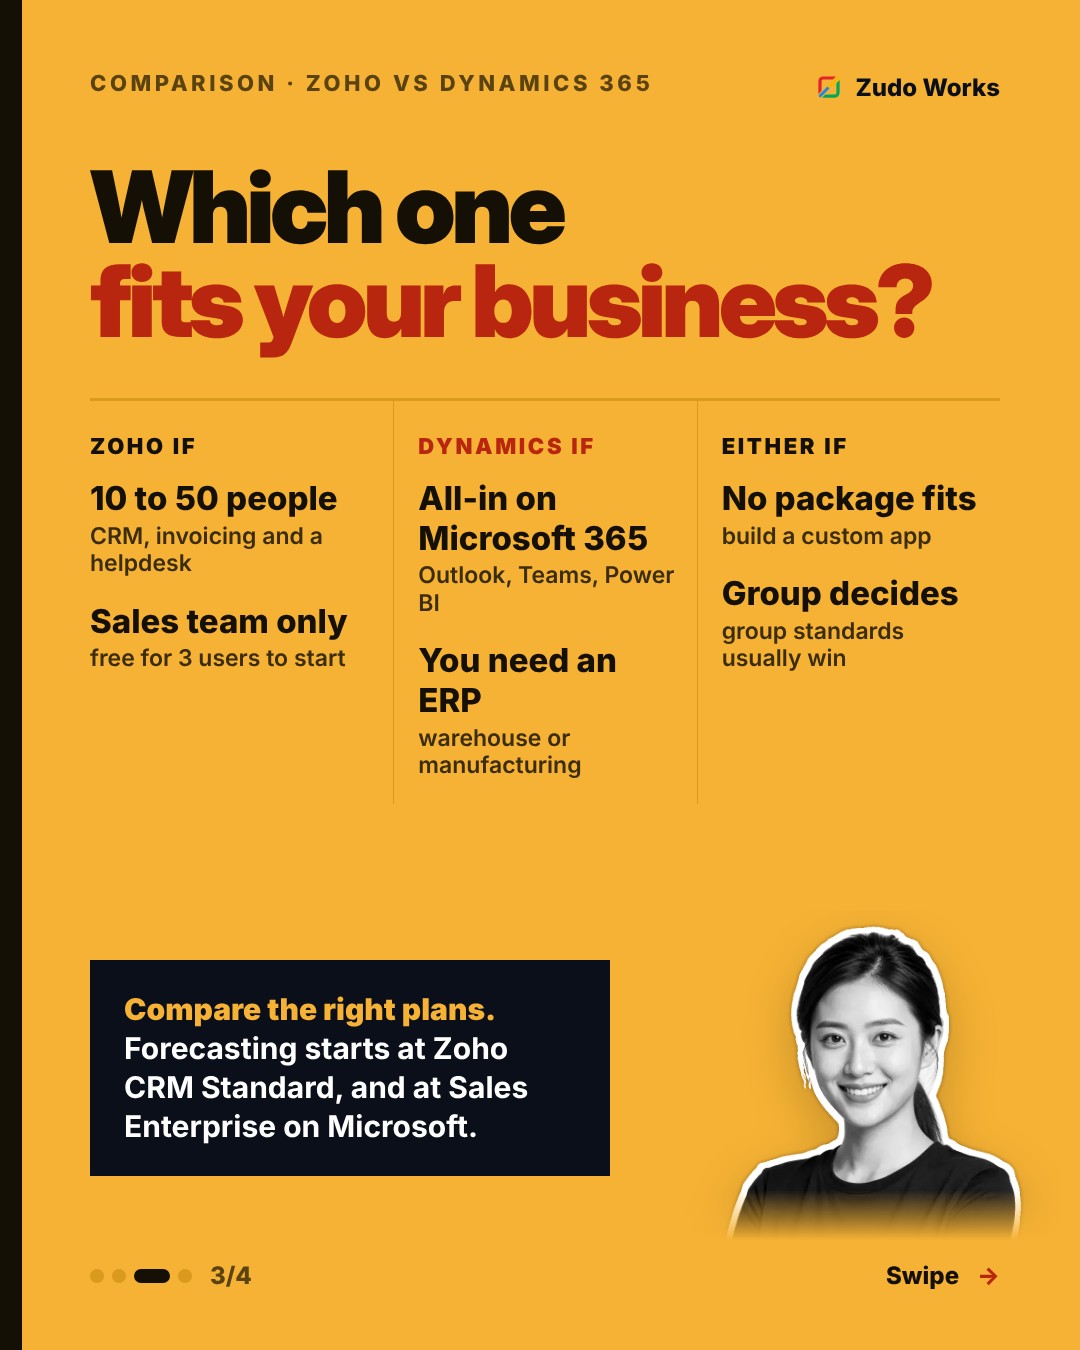 COMPARISON · ZOHO VS DYNAMICS 365
Zudo Works
Which one
fits your business?
ZOHO IF
10 to 50 people
CRM, invoicing and a
helpdesk
Sales team only
free for 3 users to start
DYNAMICS IF
All-in on
Microsoft 365
Outlook, Teams, Power
BI
You need an
ERP
warehouse or
manufacturing
EITHER IF
No package fits
build a custom app
Group decides
group standards
usually win
Compare the right plans.
Forecasting starts at Zoho
CRM Standard, and at Sales
Enterprise on Microsoft.
3/4
Swipe →